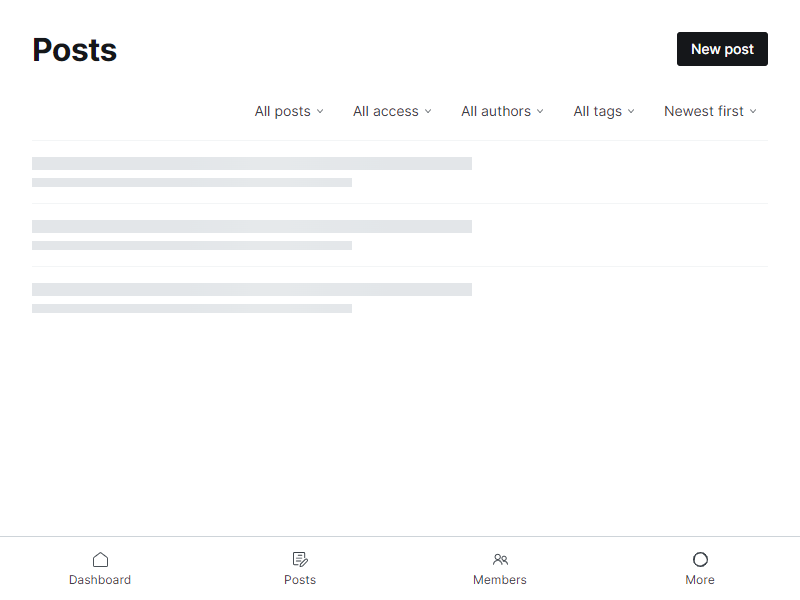 Posts
New post
All posts
All access
All authors
All tags
Newest first
Dashboard
Posts
Members
More